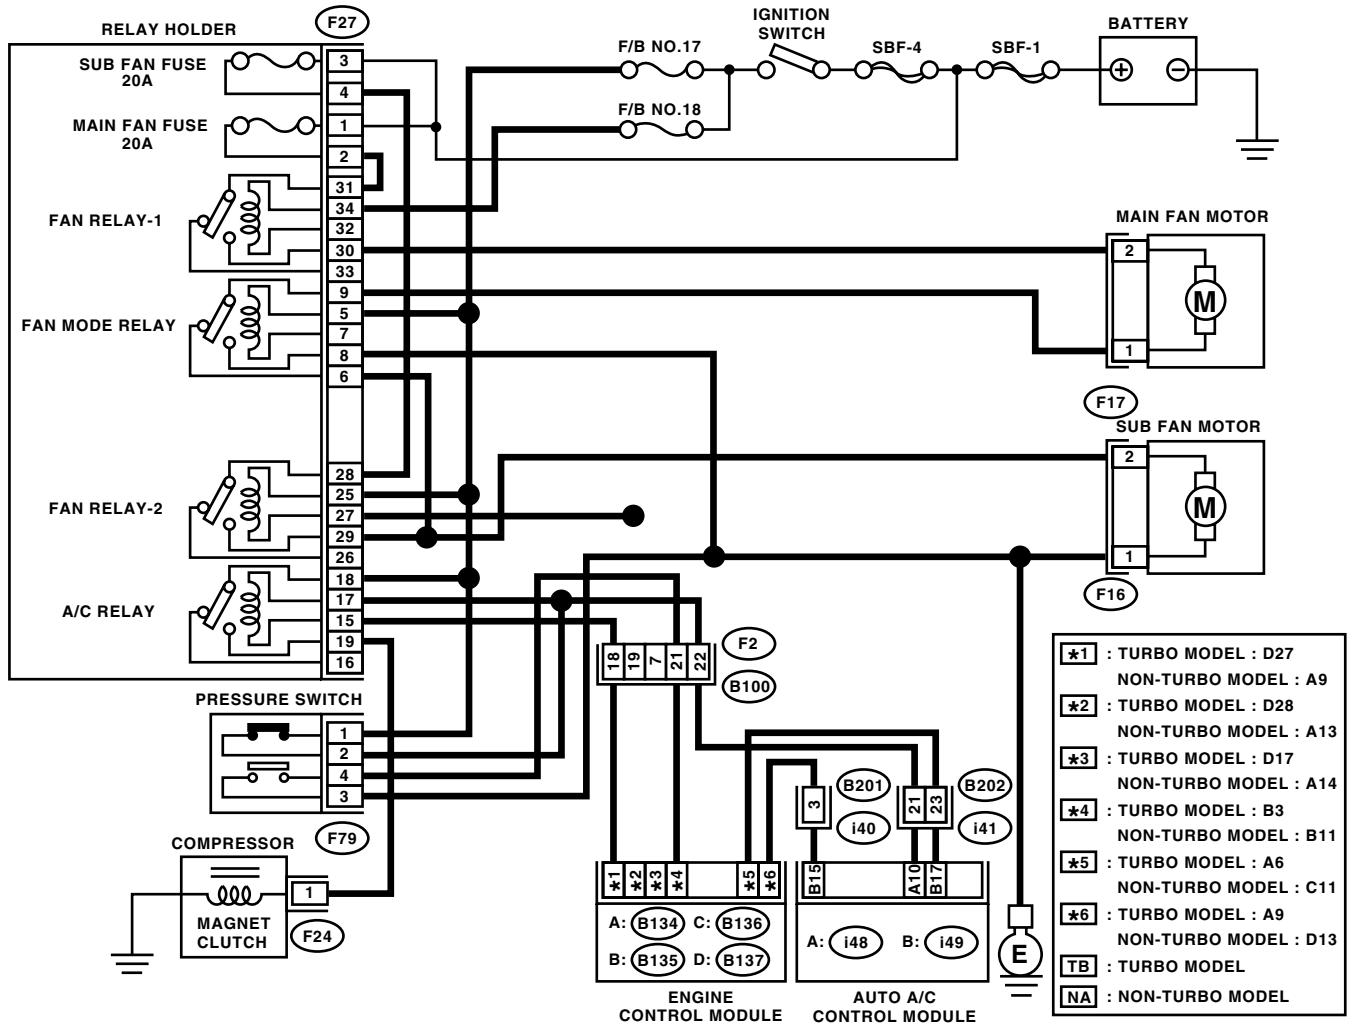 RELAY HOLDER
F27
SUB FAN FUSE
20A
MAIN FAN FUSE
20A
FAN RELAY-1
FAN MODE RELAY
FAN RELAY-2
A/C RELAY
3
4
1
2
31
34
32
30
33
9
5
7
8
6
28
25
27
29
26
18
17
15
19
16
F/B NO.17
F/B NO.18
IGNITION
SWITCH
SBF-4
SBF-1
BATTERY
+
−
MAIN FAN MOTOR
2
M
1
F17
SUB FAN MOTOR
2
M
1
F16
PRESSURE SWITCH
1
2
4
3
F79
COMPRESSOR
1
MAGNET
CLUTCH
F24
18 19 7 21 22
F2
B100
3
B201
i40
21 23
B202
i41
*1 *2 *3 *4 *5 *6
A: B134 C: B136
B: B135 D: B137
ENGINE
CONTROL MODULE
B15 A10 B17
A: i48 B: i49
AUTO A/C
CONTROL MODULE
E
*1 : TURBO MODEL : D27
NON-TURBO MODEL : A9
*2 : TURBO MODEL : D28
NON-TURBO MODEL : A13
*3 : TURBO MODEL : D17
NON-TURBO MODEL : A14
*4 : TURBO MODEL : B3
NON-TURBO MODEL : B11
*5 : TURBO MODEL : A6
NON-TURBO MODEL : C11
*6 : TURBO MODEL : A9
NON-TURBO MODEL : D13
TB : TURBO MODEL
NA : NON-TURBO MODEL